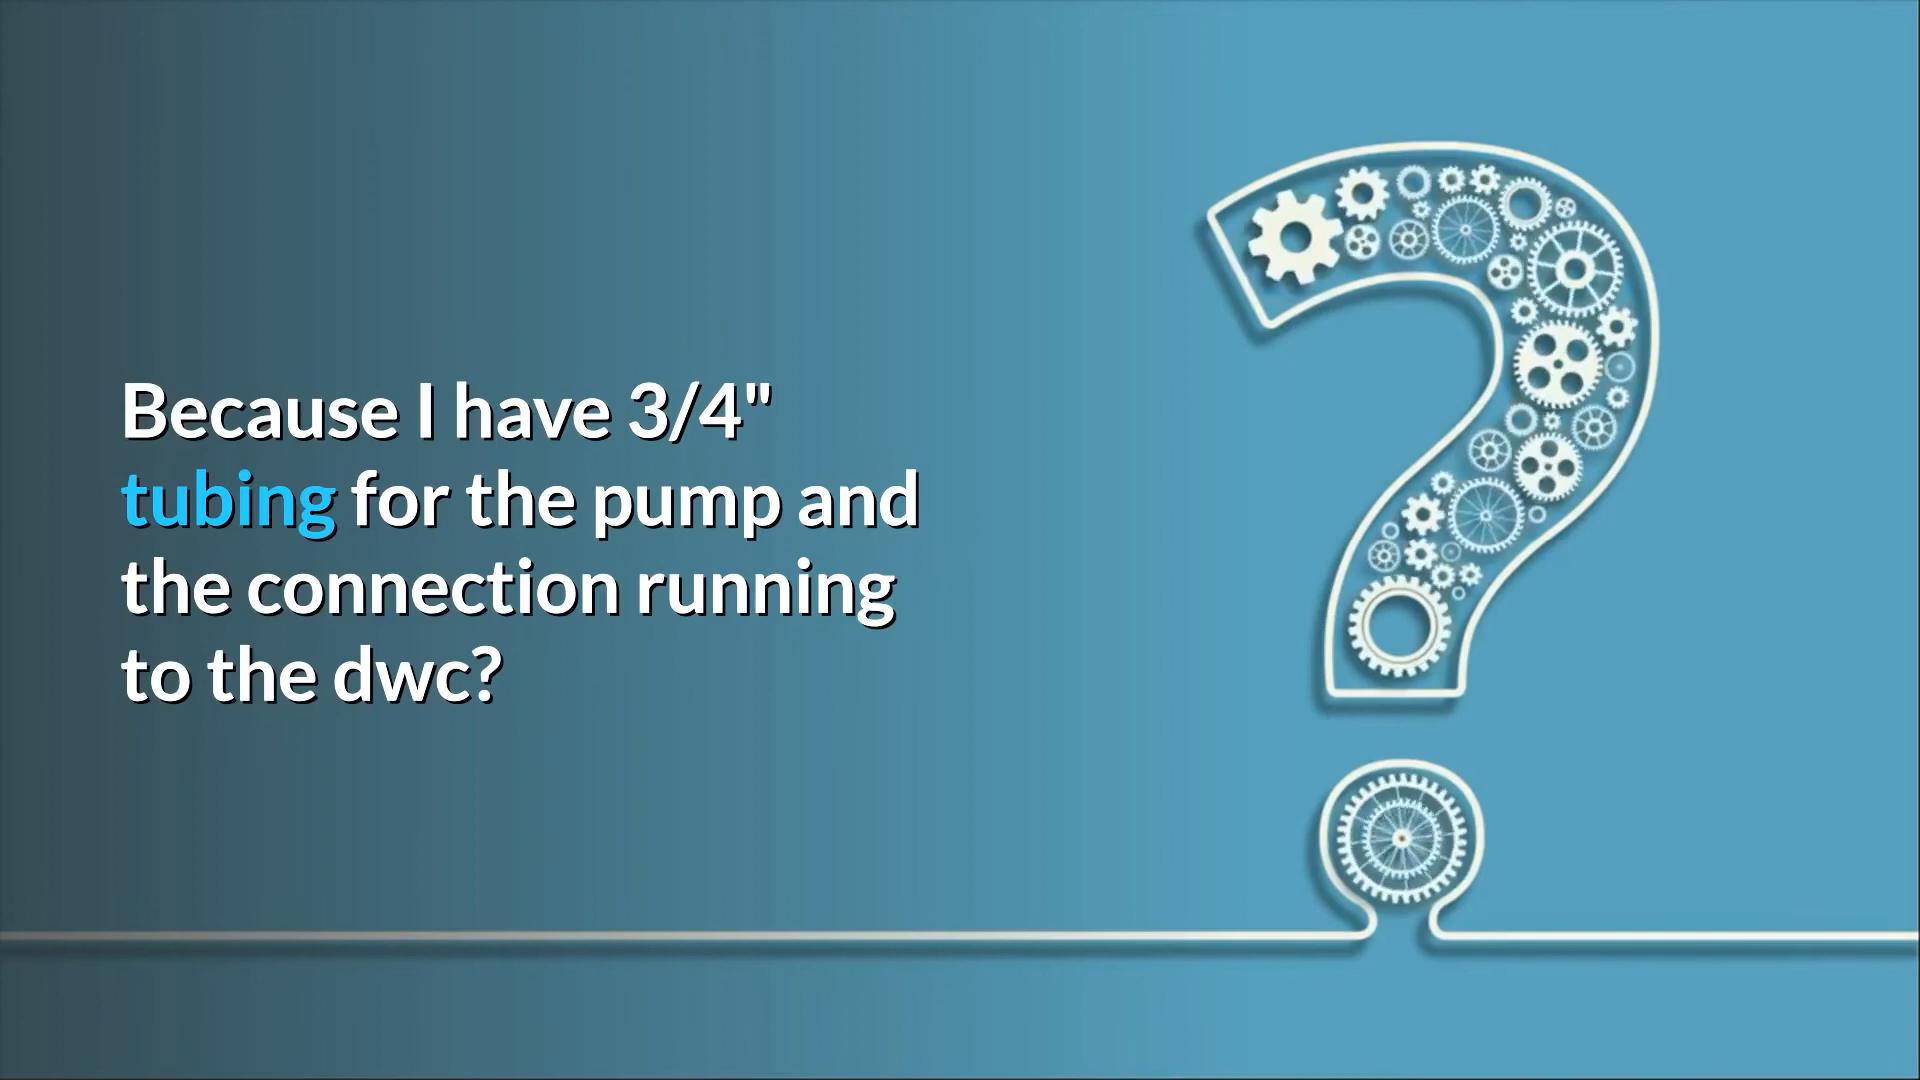 Because I have 3/4"
tubing for the pump and
the connection running
to the dwc?